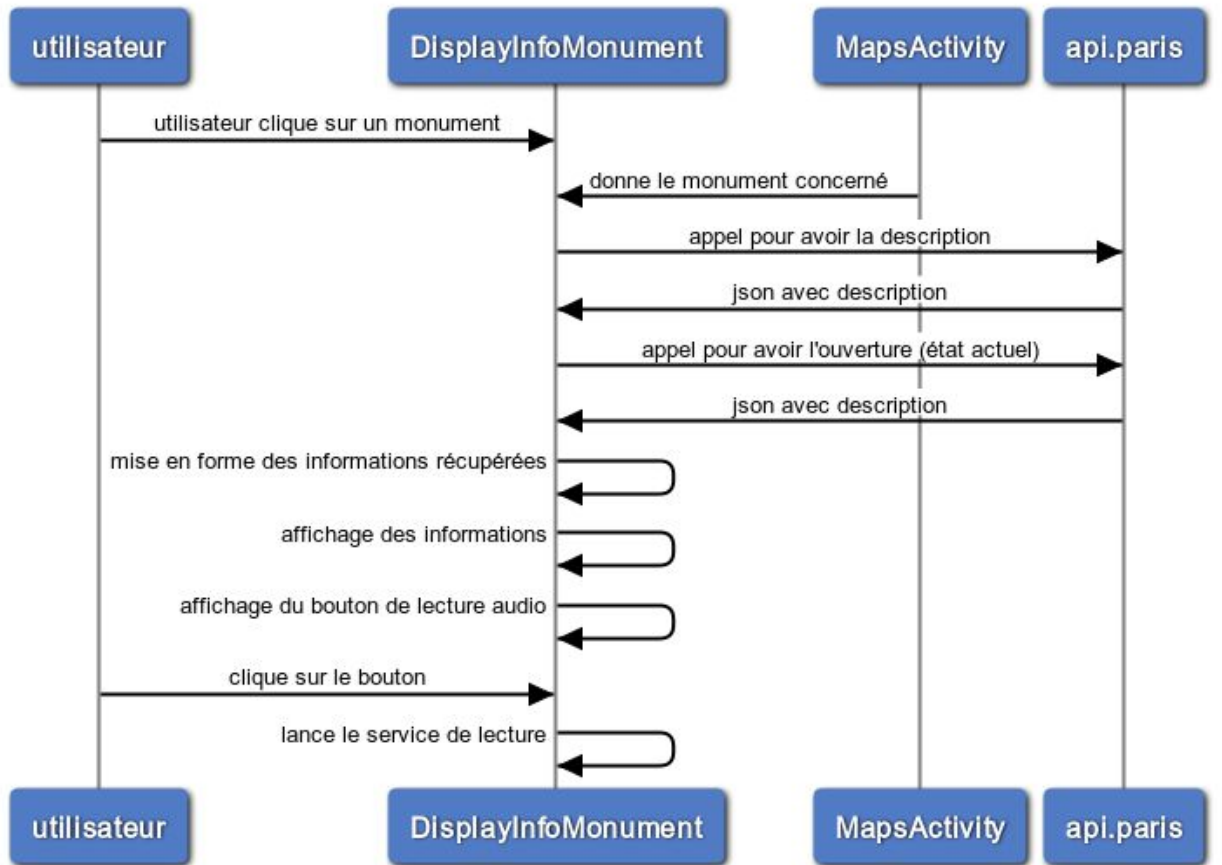 utilisateur
DisplayInfoMonument
MapsActivity
api.paris
utilisateur clique sur un monument
donne le monument concerné
appel pour avoir la description
json avec description
appel pour avoir l'ouverture (état actuel)
json avec description
mise en forme des informations récupérées
affichage des informations
affichage du bouton de lecture audio
clique sur le bouton
lance le service de lecture
utilisateur
DisplayInfoMonument
MapsActivity
api.paris